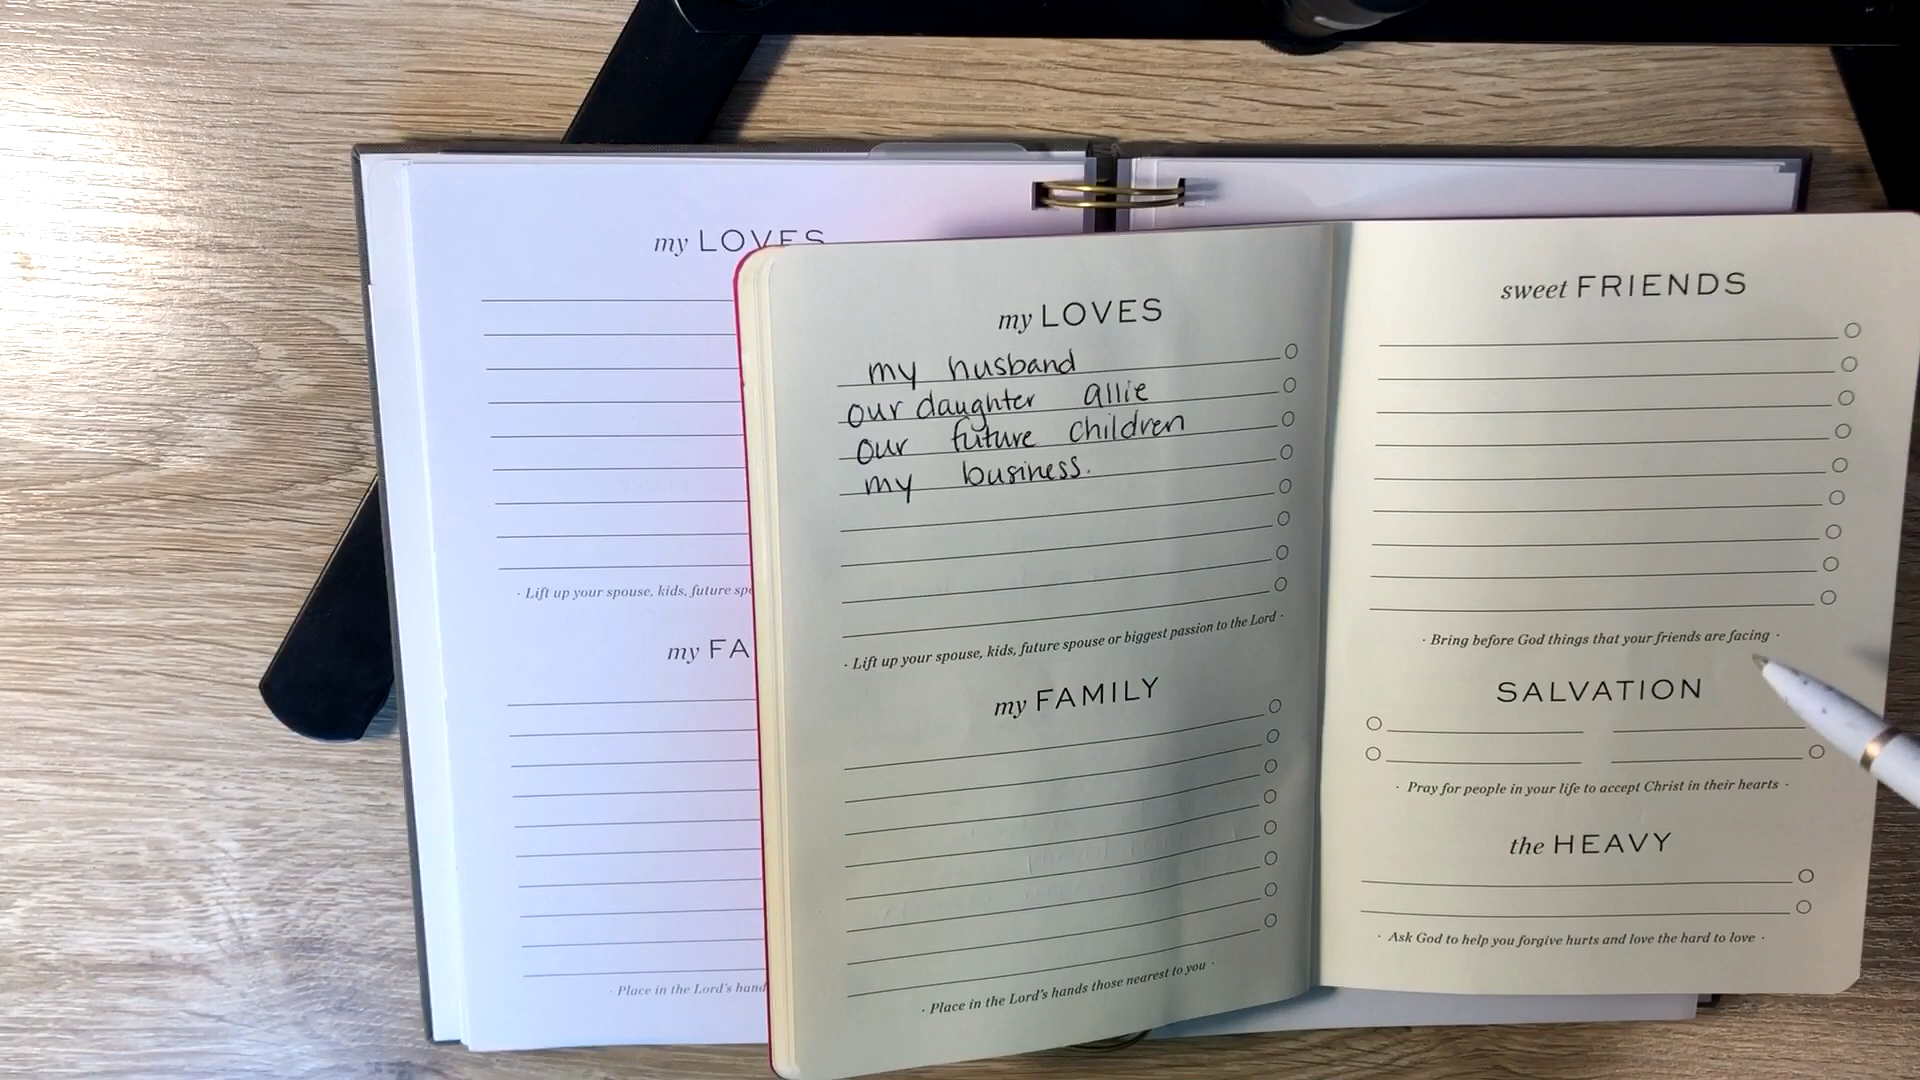 my LOVES
· Lift up your spouse, kids, future
my
· Place in the Lord's
my LOVES
my husband
our daughter allie
our future children
my business.
· Lift up your spouse, kids, future spouse or biggest passion to the Lord ·
my FAMILY
· Place in the Lord's hands those nearest to you ·
sweet FRIENDS
· Bring before God things that your friends are facing ·
SALVATION
· Pray for people in your life to accept Christ in their hearts ·
the HEAVY
· Ask God to help you forgive hurts and love the hard to love ·